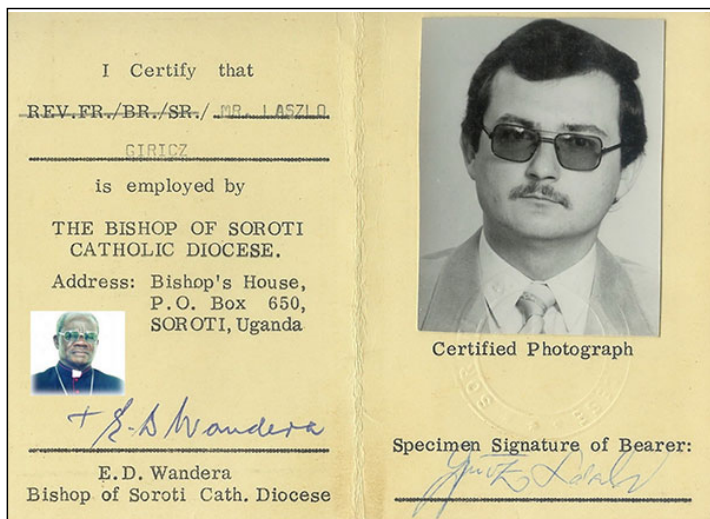 I Certify that
REV.FR./BR./SR./ MR. LASZLO
GIRICZ
is employed by
THE BISHOP OF SOROTI
CATHOLIC DIOCESE.
Address: Bishop's House,
P.O. Box 650,
SOROTI, Uganda
+ E. D Wandera
E.D. Wandera
Bishop of Soroti Cath. Diocese
Certified Photograph
Specimen Signature of Bearer: